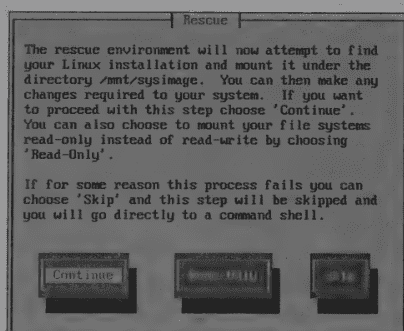 Rescue
The rescue environment will now attempt to find
your Linux installation and mount it under the
directory /mnt/sysimage. You can then make any
changes required to your system. If you want
to proceed with this step choose 'Continue'.
You can also choose to mount your file systems
read-only instead of read-write by choosing
'Read-Only'.
If for some reason this process fails you can
choose 'Skip' and this step will be skipped and
you will go directly to a command shell.
Continue